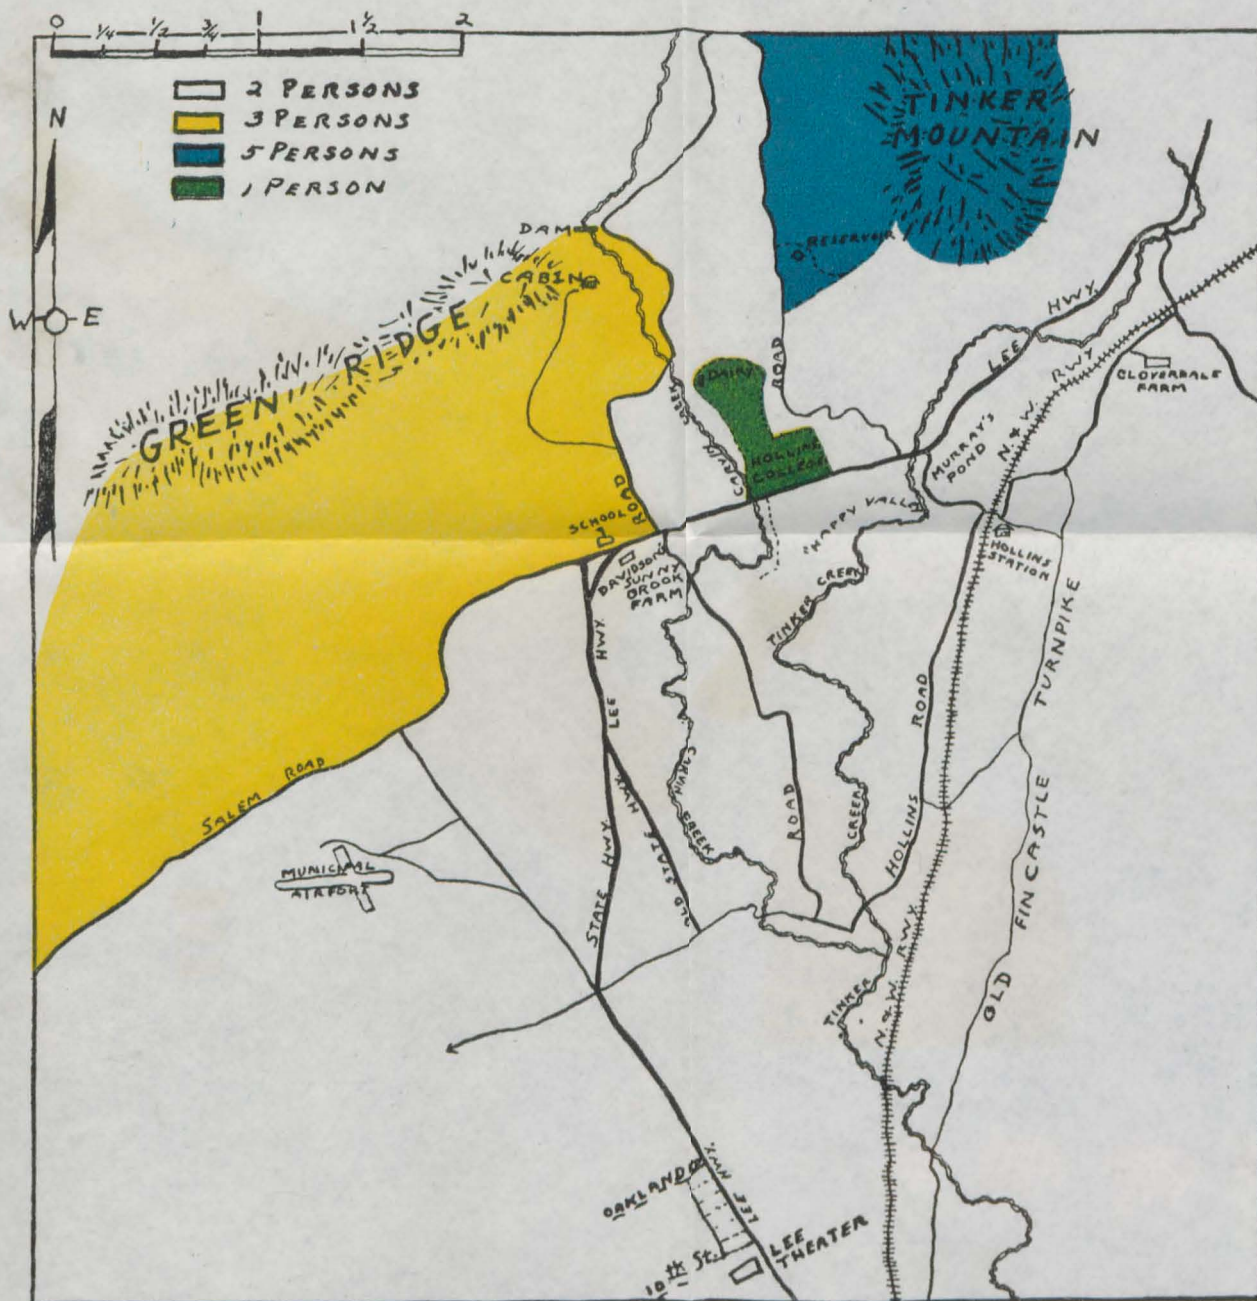 0 1/4 1/2 3/4 1 1 1/2 2
2 PERSONS
3 PERSONS
5 PERSONS
1 PERSON
N
W E
TINKER
MOUNTAIN
RESERVOIR
DAM
CABIN
GREEN RIDGE
ROAD
DAIRY
CARVIN CREEK
HOLLINS
COLLEGE
LEE HWY.
N. & W. RWY
CLOVERDALE
FARM
MURRAY'S
POND
"HAPPY VALLEY
SCHOOL
ROAD
DAVIDSON
SUNNY
BROOK
FARM
HOLLINS
STATION
TINKER CREEK
LEE HWY.
ROAD
HOLLINS
TURNPIKE
FINCASTLE
OLD
SALEM ROAD
CREEK
ROAD
CREEK
MUNICIPAL
AIRPORT
STATE HWY.
OLD STATE HWY.
N. & W. RWY.
TINKER
OAKLAND
LEE HWY.
10th St.
LEE
THEATER